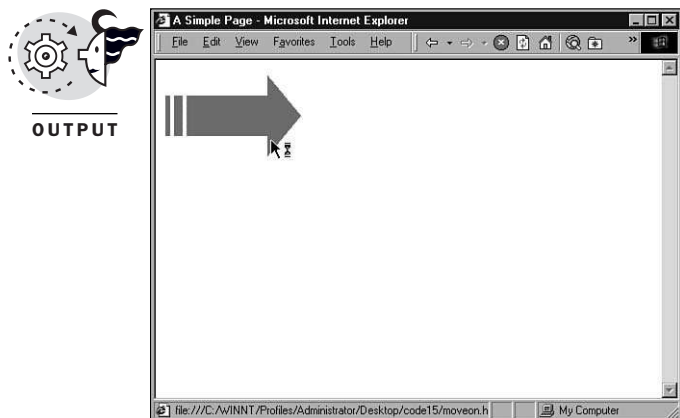 OUTPUT
A Simple Page - Microsoft Internet Explorer
File Edit View Favorites Tools Help »
file:///C:/WINNT/Profiles/Administrator/Desktop/code15/moveon.h
My Computer